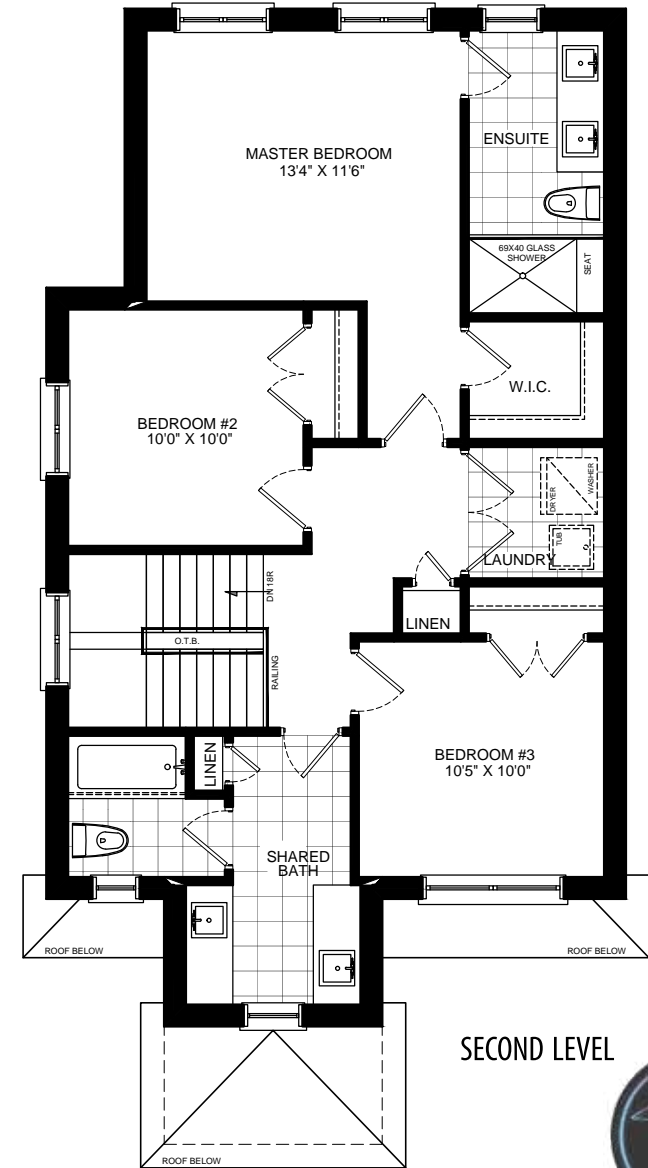 MASTER BEDROOM
13'4" X 11'6"
ENSUITE
69X40 GLASS
SHOWER
SEAT
W.I.C.
BEDROOM #2
10'0" X 10'0"
DRYER
WASHER
TUB
LAUNDRY
DN 18R
LINEN
O.T.B.
RAILING
BEDROOM #3
10'5" X 10'0"
LINEN
SHARED
BATH
ROOF BELOW
ROOF BELOW
SECOND LEVEL
ROOF BELOW